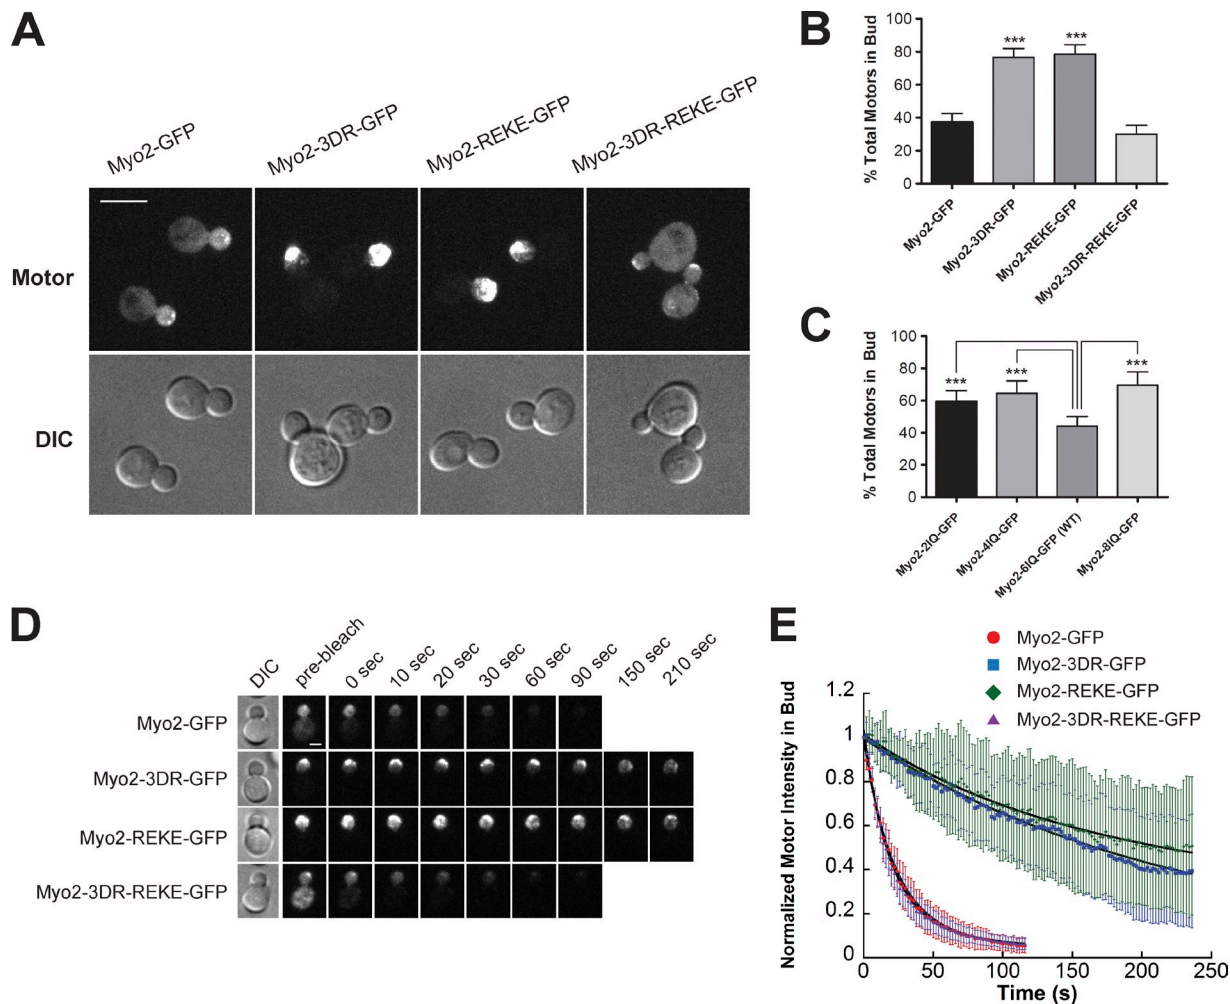 A
Myo2-GFP
Myo2-3DR-GFP
Myo2-REKE-GFP
Myo2-3DR-REKE-GFP
Motor
DIC
B
% Total Motors in Bud
100
80
60
40
20
0
*** ***
Myo2-GFP
Myo2-3DR-GFP
Myo2-REKE-GFP
Myo2-3DR-REKE-GFP
C
% Total Motors in Bud
100
80
60
40
20
0
*** *** ***
Myo2-2IQ-GFP
Myo2-4IQ-GFP
Myo2-6IQ-GFP (WT)
Myo2-8IQ-GFP
D
DIC pre-bleach 0 sec 10 sec 20 sec 30 sec 60 sec 90 sec 150 sec 210 sec
Myo2-GFP
Myo2-3DR-GFP
Myo2-REKE-GFP
Myo2-3DR-REKE-GFP
E
Myo2-GFP
Myo2-3DR-GFP
Myo2-REKE-GFP
Myo2-3DR-REKE-GFP
Normalized Motor Intensity in Bud
1.2
1
0.8
0.6
0.4
0.2
0
0 50 100 150 200 250
Time (s)